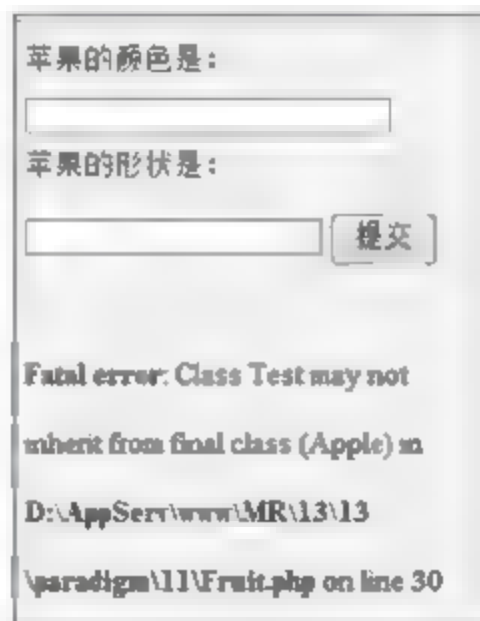 苹果的颜色是：
苹果的形状是：
提交
Fatal error: Class Test may not
inherit from final class (Apple) in
D:\AppServ\www\MR\13\13
\paradigm\11\Fruit.php on line 30